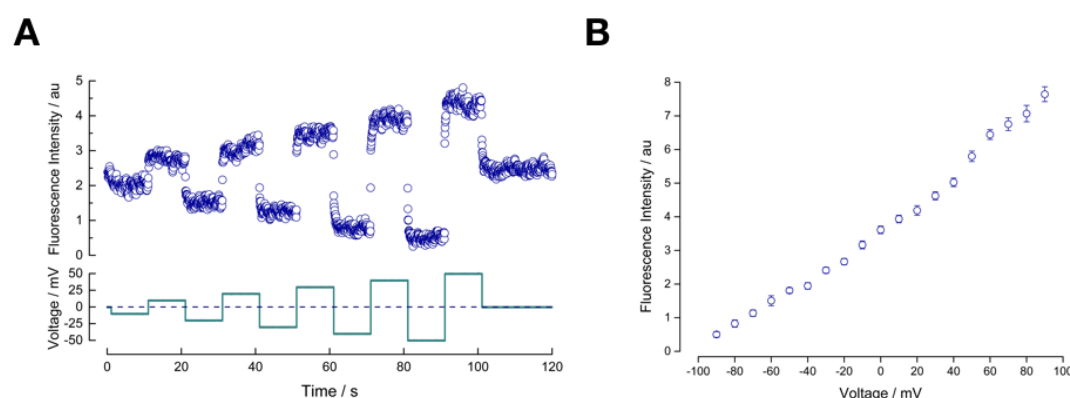 A
B
Fluorescence Intensity / au
5
4
3
2
1
0
Voltage / mV
50
25
0
-25
-50
0 20 40 60 80 100 120
Time / s
Fluorescence Intensity / au
8
7
6
5
4
3
2
1
0
-100 -80 -60 -40 -20 0 20 40 60 80 100
Voltage / mV